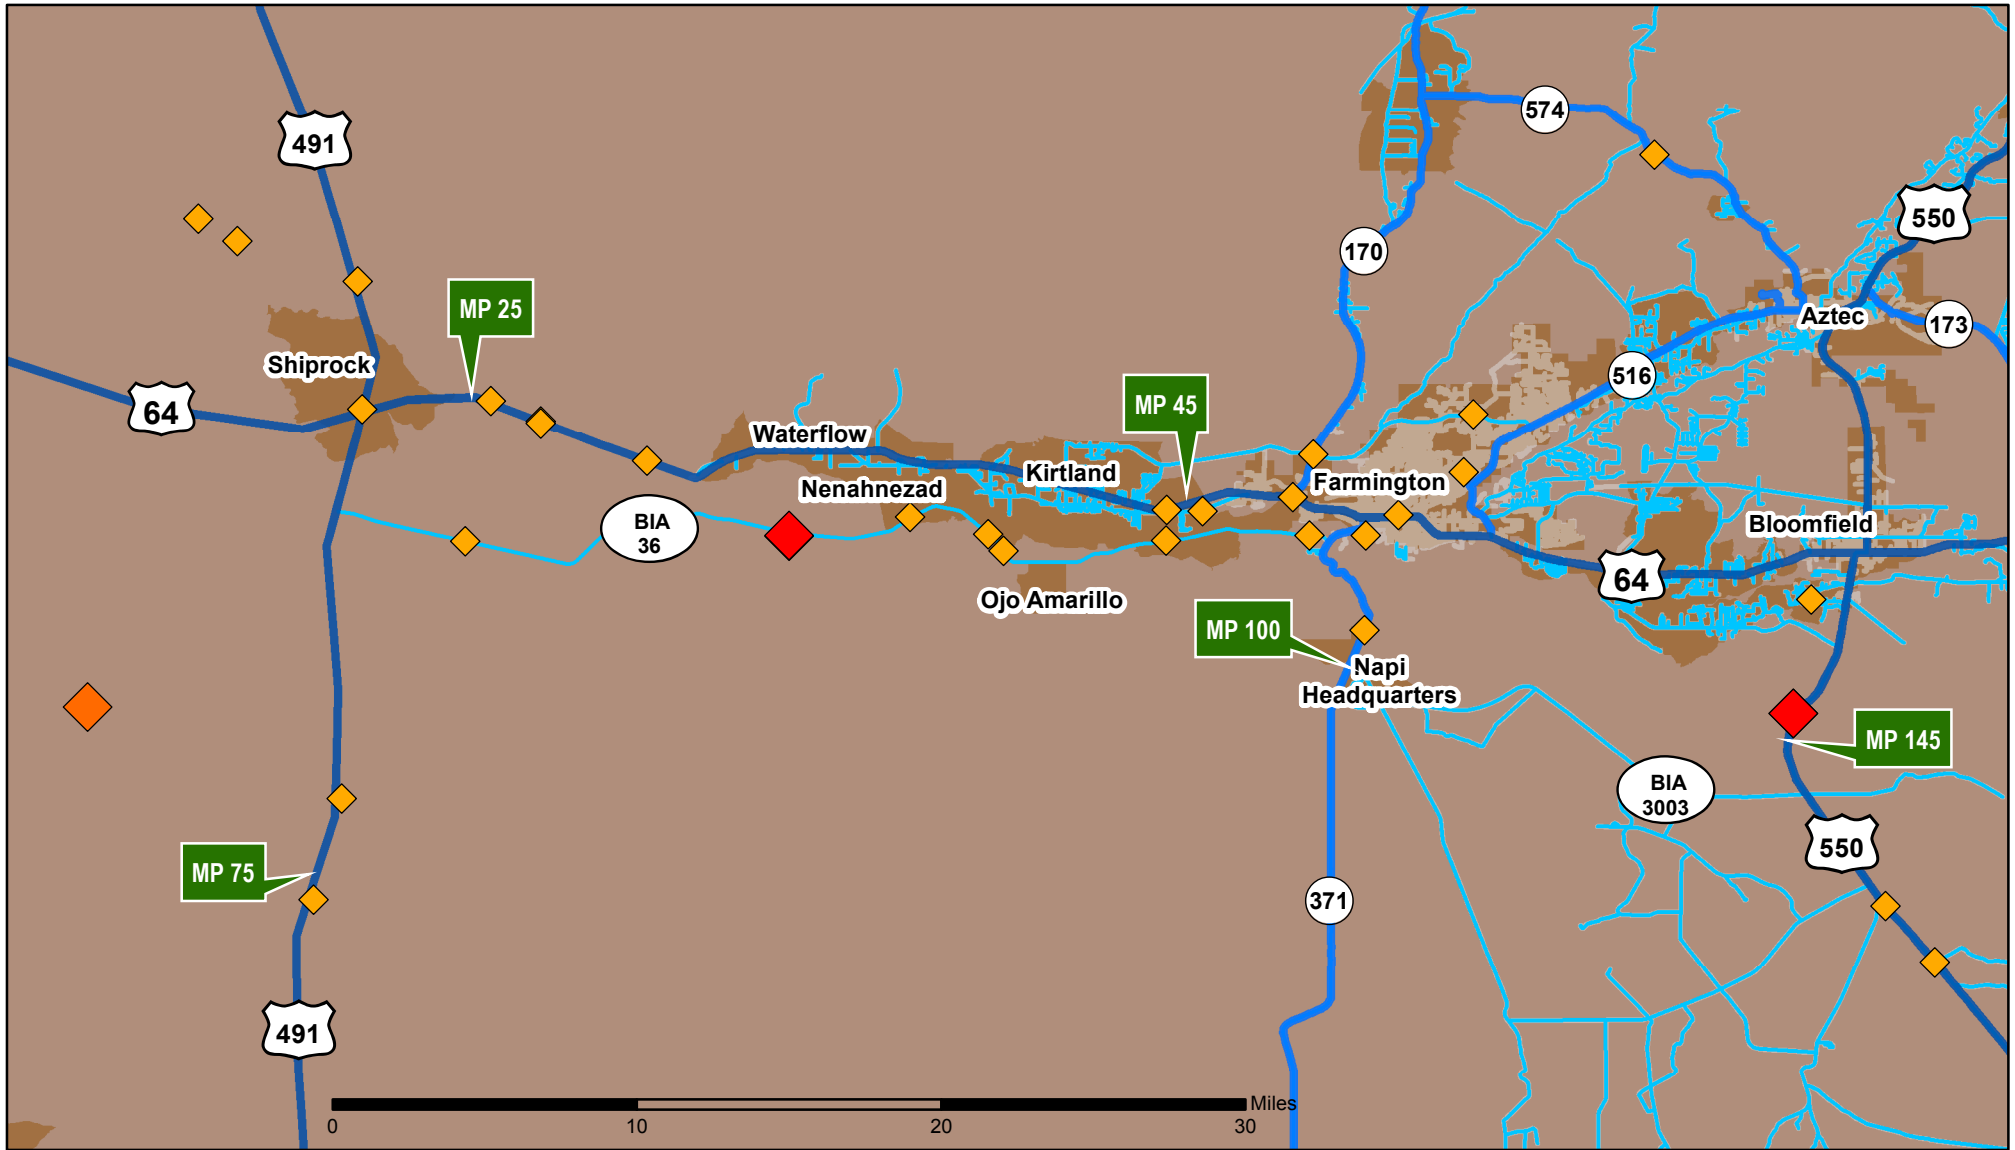 574
491
550
170
MP 25
Aztec
173
Shiprock
516
64
MP 45
Waterflow
Kirtland
Farmington
Nenahnezad
BIA
36
Bloomfield
64
Ojo Amarillo
MP 100
Napi
Headquarters
MP 145
BIA
3003
550
MP 75
371
491
Miles
0 10 20 30